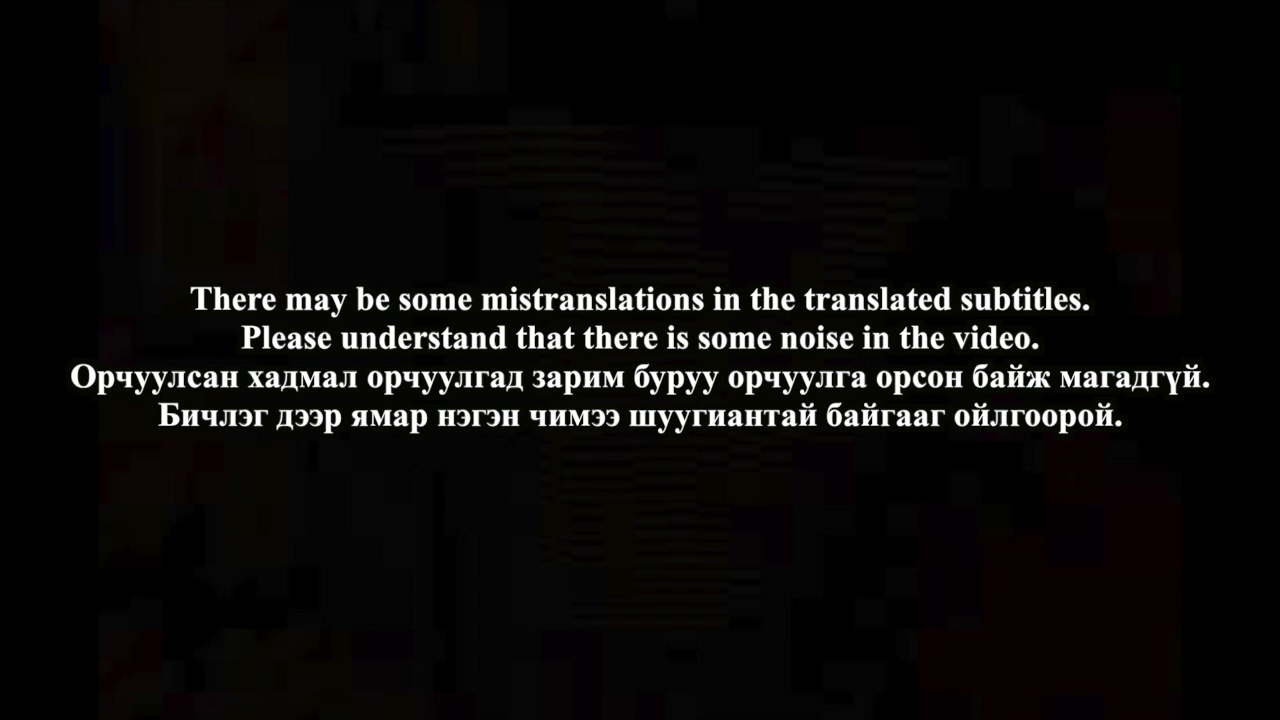 There may be some mistranslations in the translated subtitles.
Please understand that there is some noise in the video.
Орчуулсан хадмал орчуулгад зарим буруу орчуулга орсон байж магадгүй.
Бичлэг дээр ямар нэгэн чимээ шуугиантай байгааг ойлгоорой.